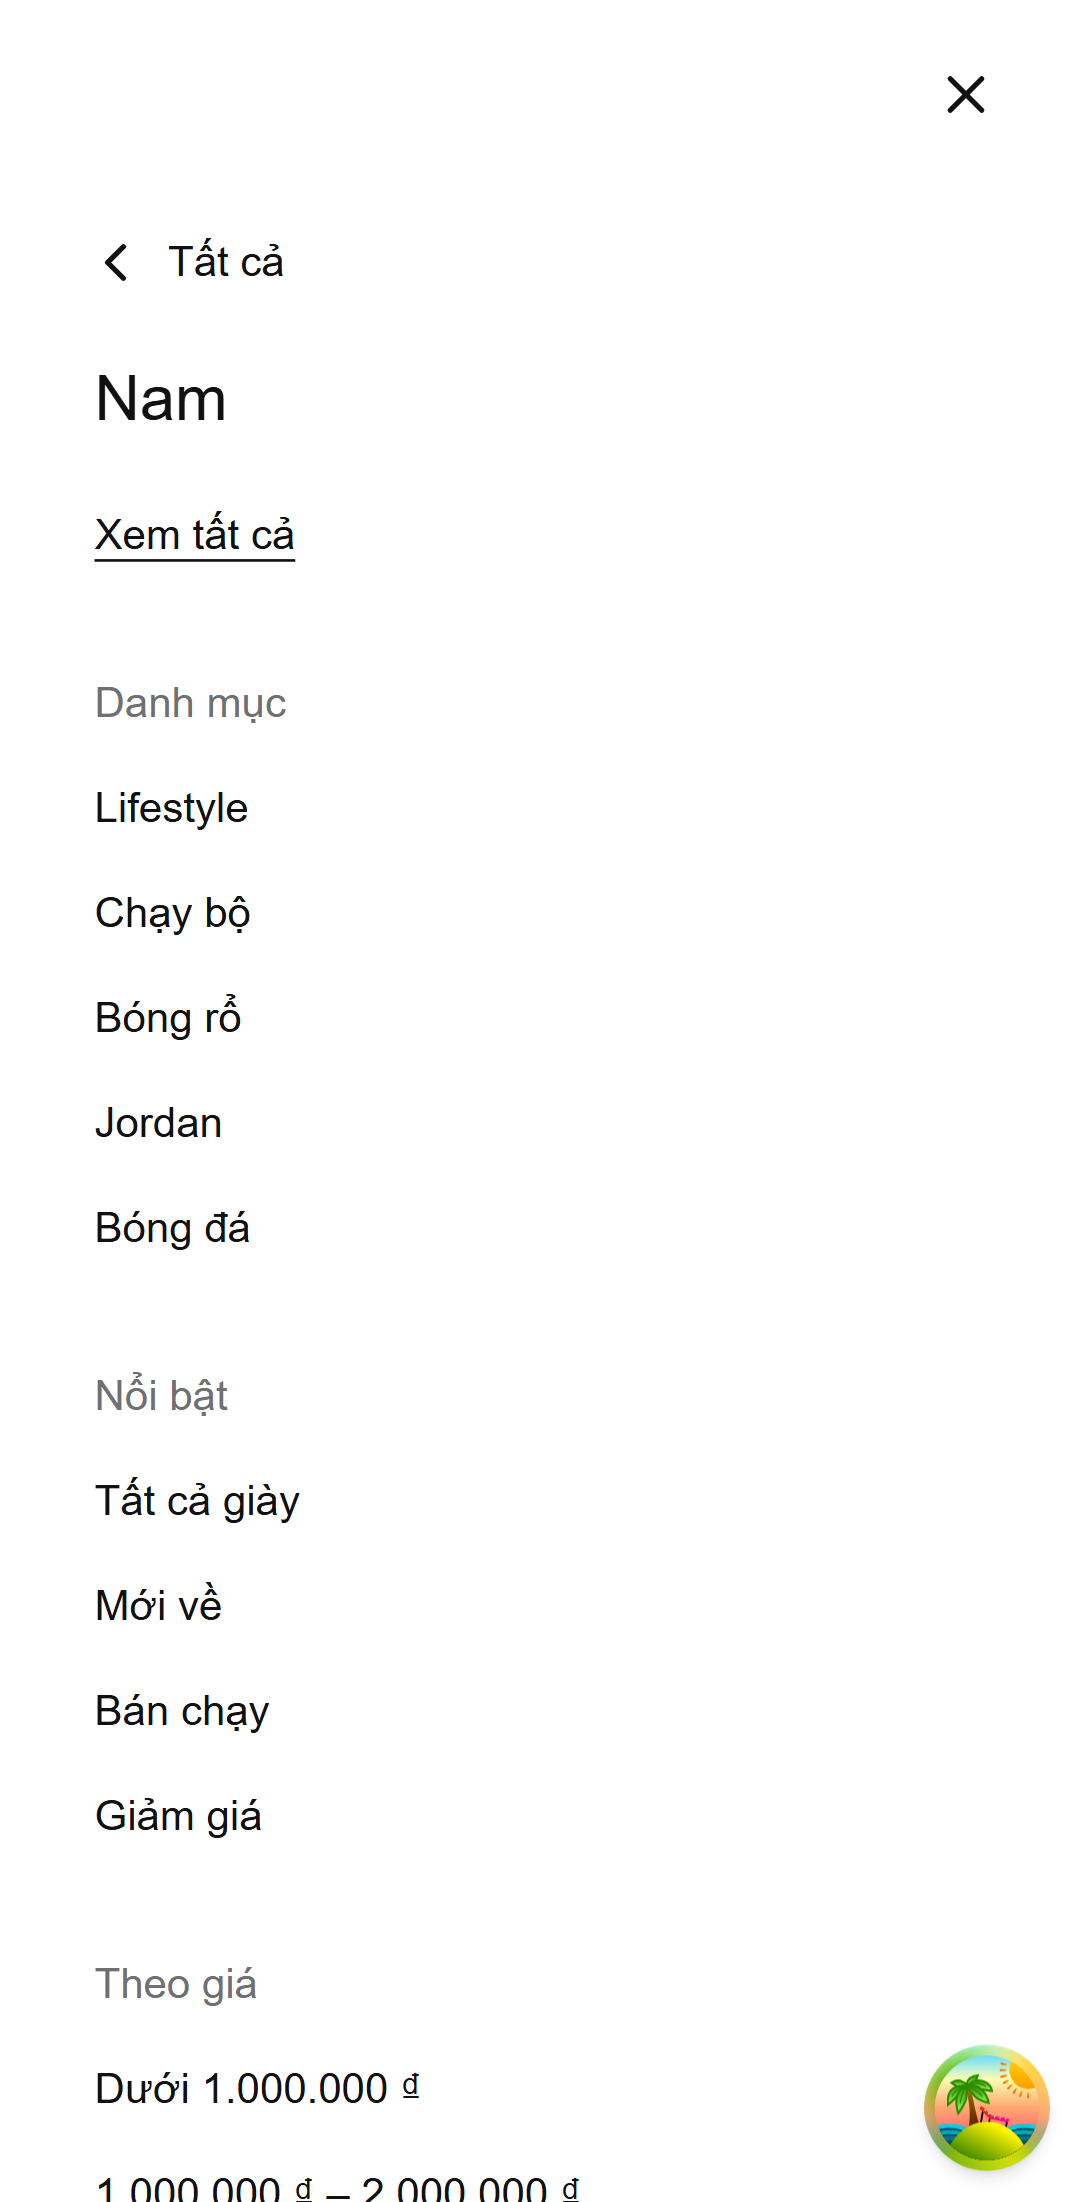 Tất cả
Nam
Xem tất cả
Danh mục
Lifestyle
Chạy bộ
Bóng rổ
Jordan
Bóng đá
Nổi bật
Tất cả giày
Mới về
Bán chạy
Giảm giá
Theo giá
Dưới 1.000.000 ₫
1.000.000 ₫ – 2.000.000 ₫